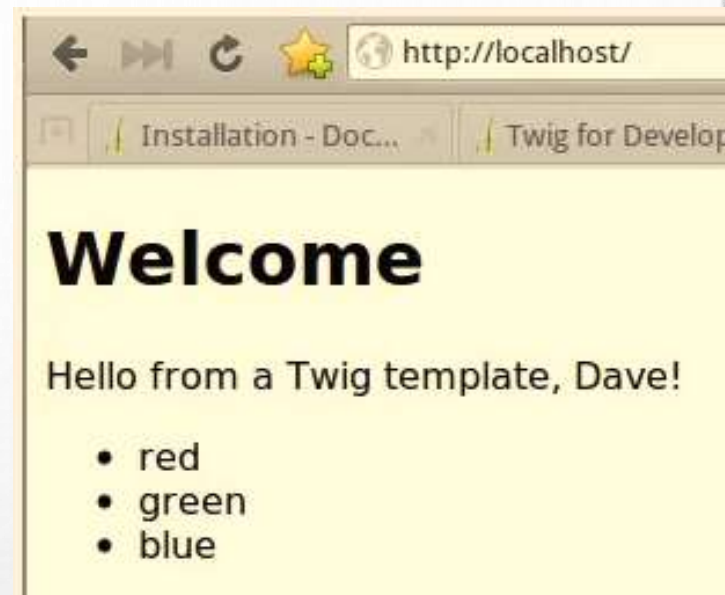 http://localhost/
Installation - Doc...
Twig for Develop
Welcome
Hello from a Twig template, Dave!
• red
• green
• blue